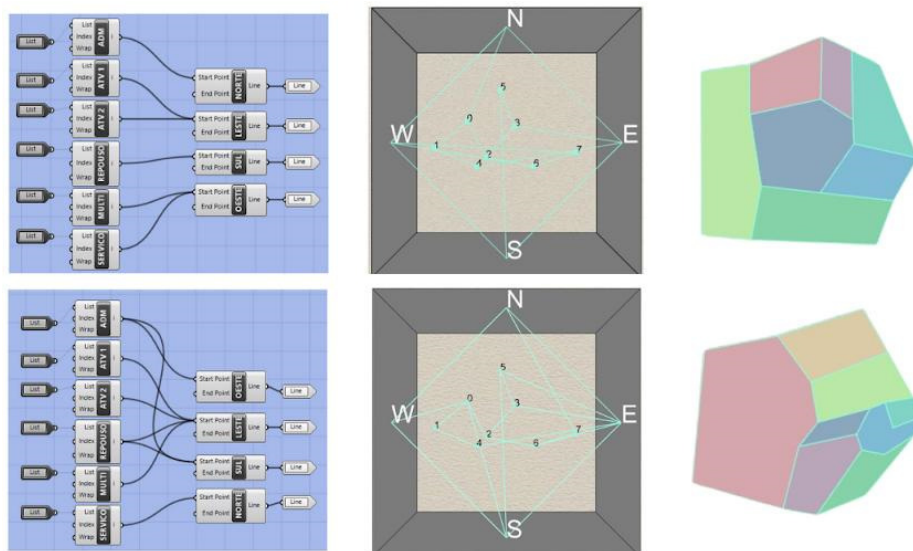 List
List
Index
Wrap
ADM
i
List
List
Index
Wrap
ATV 1
i
List
List
Index
Wrap
ATV 2
i
List
List
Index
Wrap
REPOUSO
i
List
List
Index
Wrap
MULTI
i
List
List
Index
Wrap
SERVICO
i
Start Point
End Point
NORTE
Line
Line
Start Point
End Point
LESTE
Line
Line
Start Point
End Point
SUL
Line
Line
Start Point
End Point
OESTE
Line
Line
N
5
0
3
W
1
2
7
E
4
6
S
List
List
Index
Wrap
ADM
i
List
List
Index
Wrap
ATV 1
i
List
List
Index
Wrap
ATV 2
i
List
List
Index
Wrap
REPOUSO
i
List
List
Index
Wrap
MULTI
i
List
List
Index
Wrap
SERVICO
i
Start Point
End Point
OESTE
Line
Line
Start Point
End Point
LESTE
Line
Line
Start Point
End Point
SUL
Line
Line
Start Point
End Point
NORTE
Line
Line
N
5
0
3
W
1
2
7
E
4
6
S